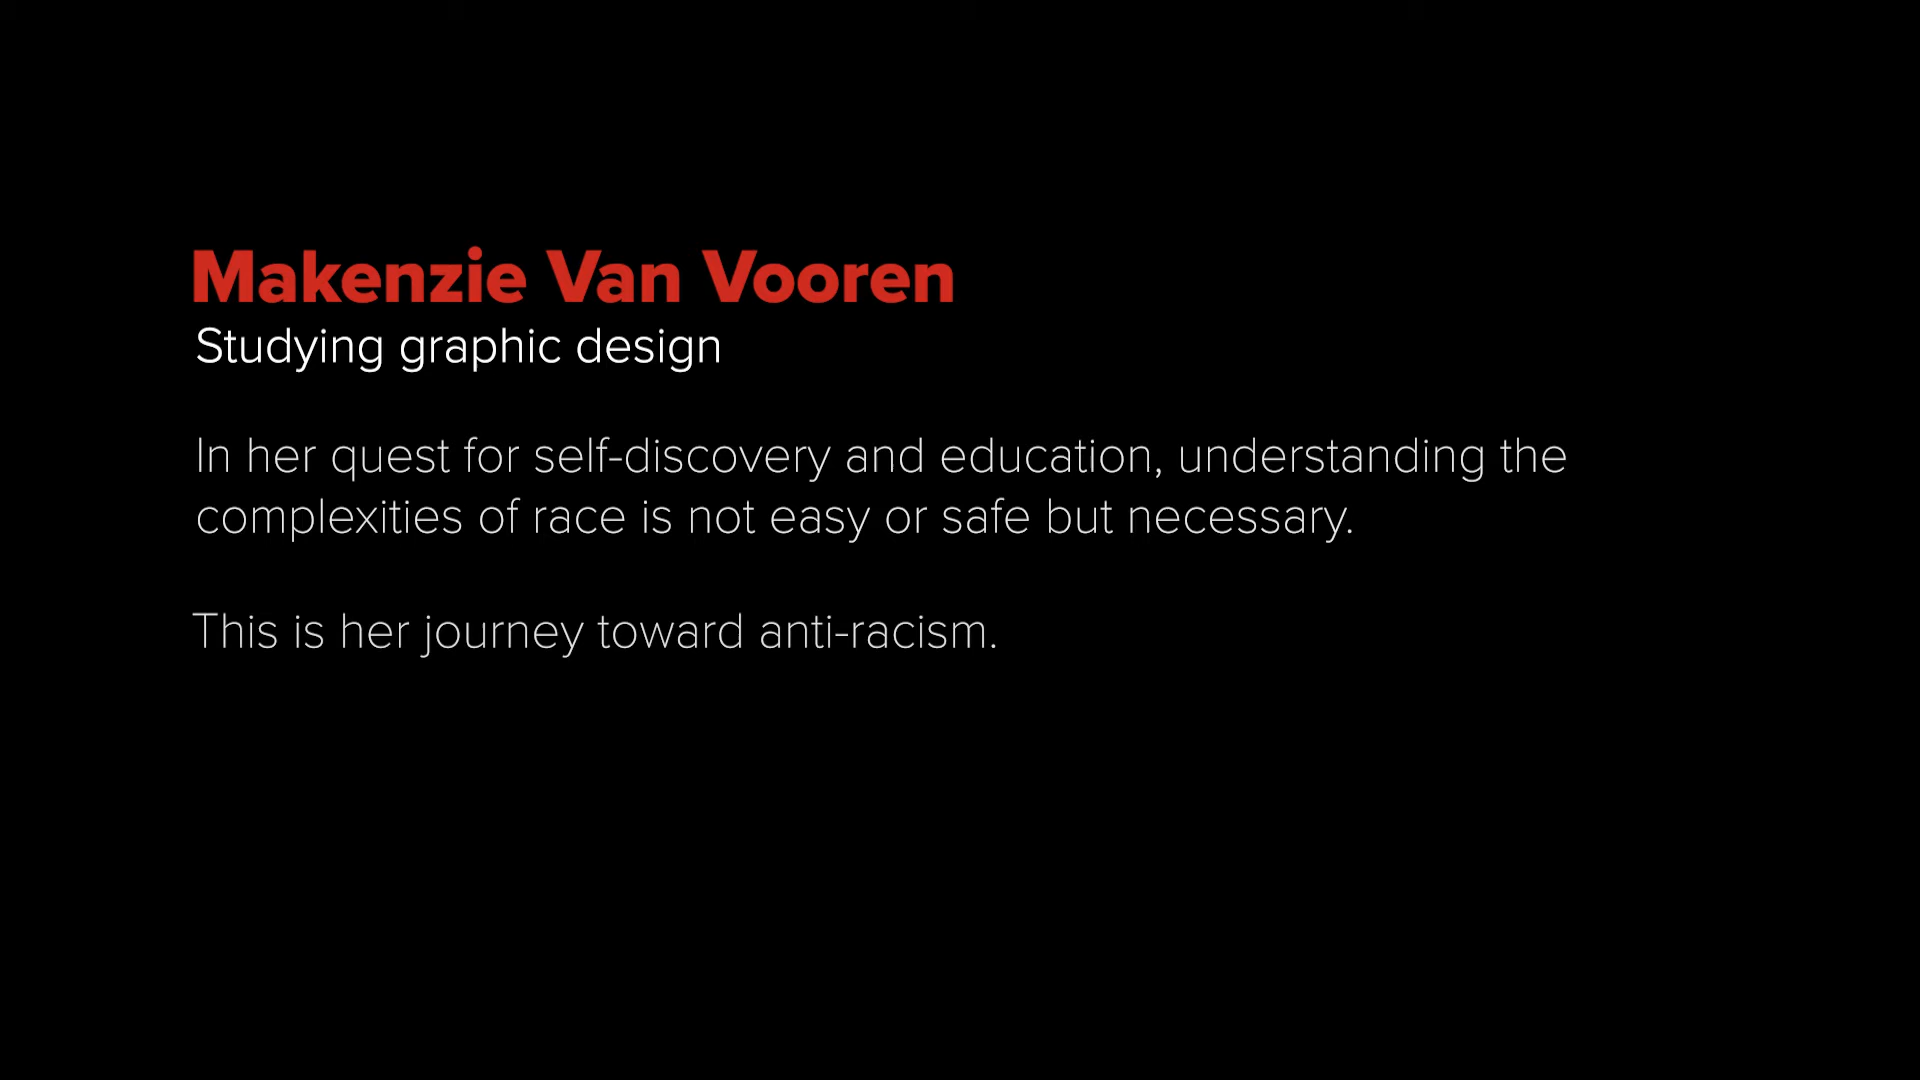 Makenzie Van Vooren
Studying graphic design
In her quest for self-discovery and education, understanding the
complexities of race is not easy or safe but necessary.
This is her journey toward anti-racism.